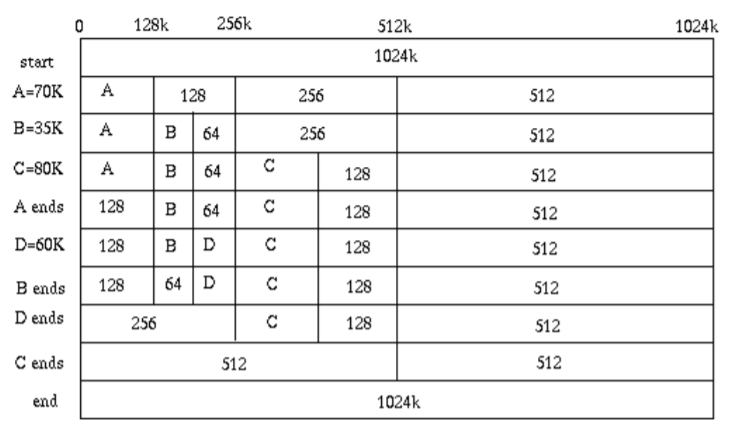 0 128k 256k 512k 1024k
start 1024k
A=70K A 128 256 512
B=35K A B 64 256 512
C=80K A B 64 C 128 512
A ends 128 B 64 C 128 512
D=60K 128 B D C 128 512
B ends 128 64 D C 128 512
D ends 256 C 128 512
C ends 512 512
end 1024k